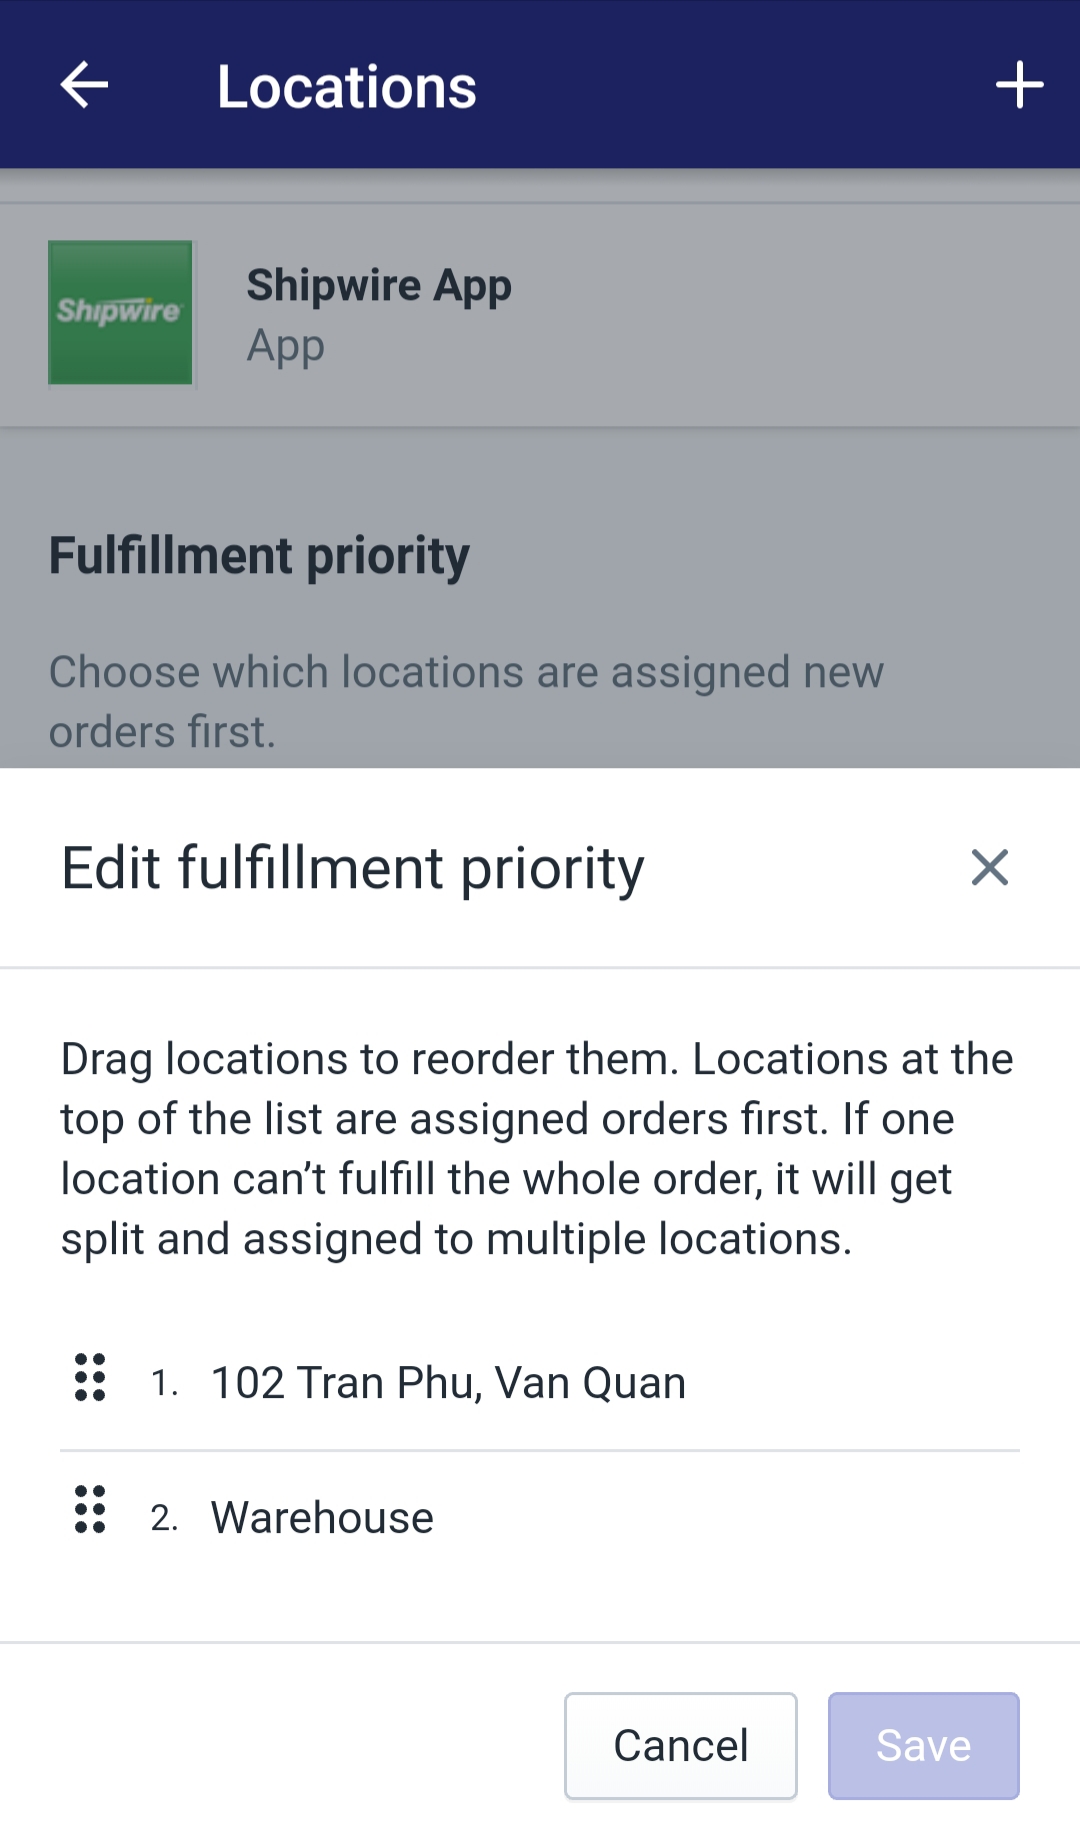 Locations
Shipwire
Shipwire App
App
Fulfillment priority
Choose which locations are assigned new
orders first.
Edit fulfillment priority
Drag locations to reorder them. Locations at the
top of the list are assigned orders first. If one
location can’t fulfill the whole order, it will get
split and assigned to multiple locations.
1. 102 Tran Phu, Van Quan
2. Warehouse
Cancel Save